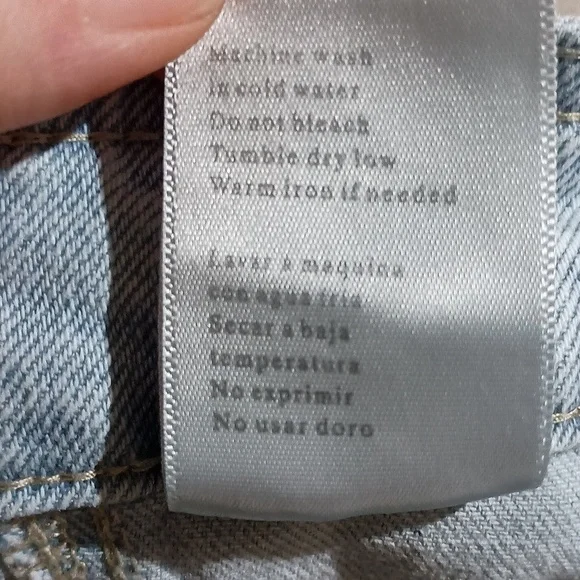 Machine wash
in cold water
Do not bleach
Tumble dry low
Warm iron if needed
Lavar a maquina
con agua fria
Secar a baja
temperatura
No exprimir
No usar doro